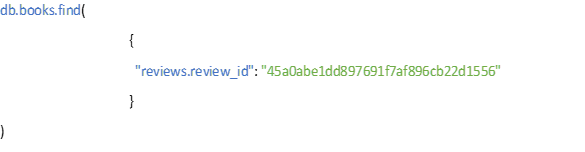 db.books.find(
{
"reviews.review_id": "45a0abe1dd897691f7af896cb22d1556"
}
)